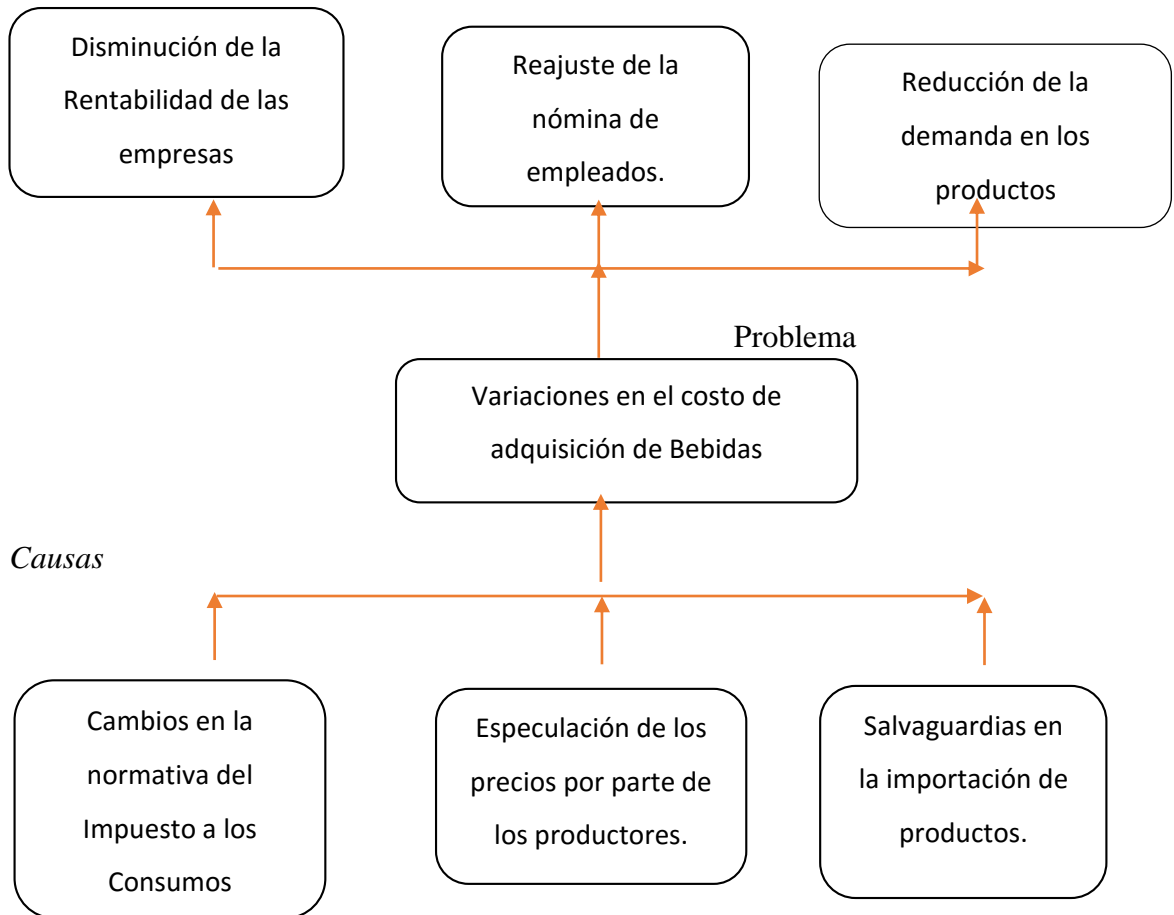 Disminución de la
Rentabilidad de las
empresas
Reajuste de la
nómina de
empleados.
Reducción de la
demanda en los
productos
Problema
Variaciones en el costo de
adquisición de Bebidas
Causas
Cambios en la
normativa del
Impuesto a los
Consumos
Especulación de los
precios por parte de
los productores.
Salvaguardias en
la importación de
productos.